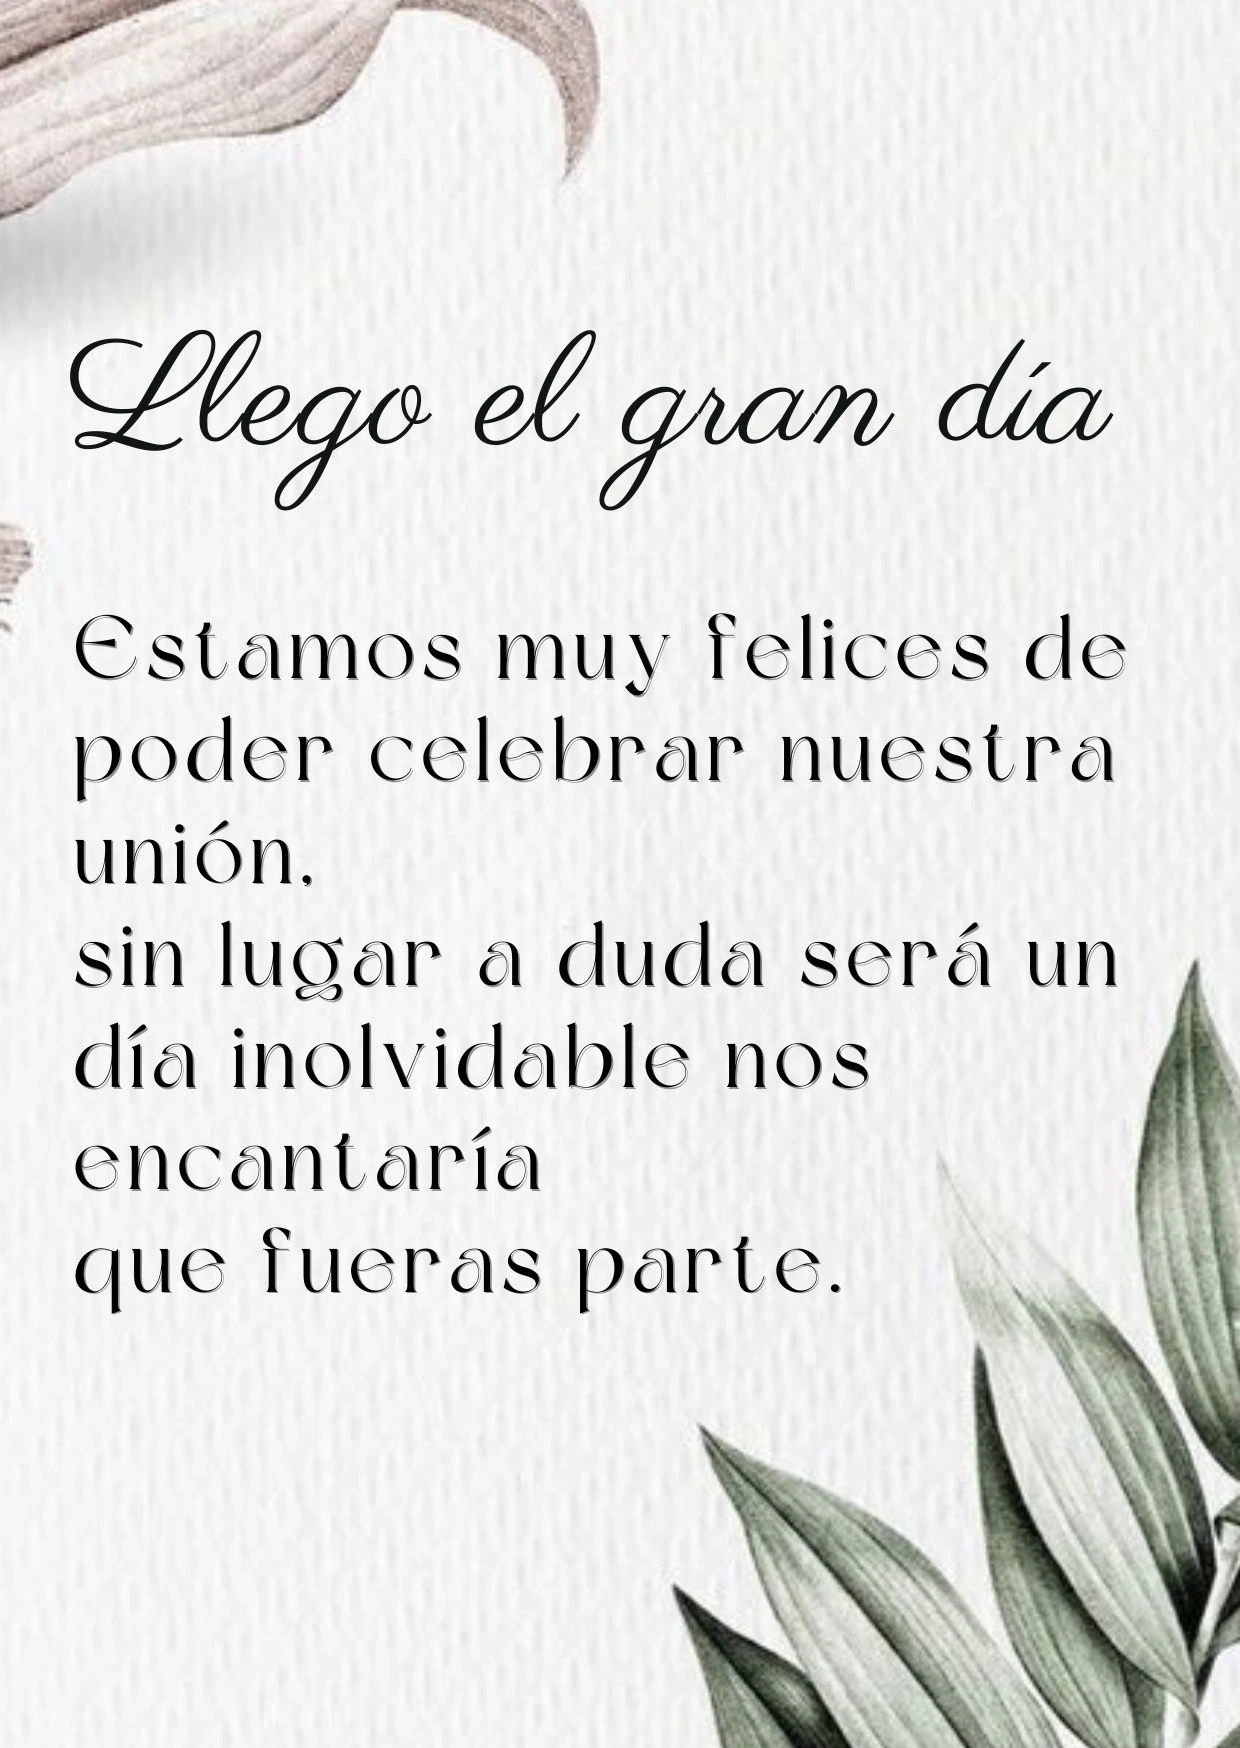 Llego el gran día
Estamos muy felices de
poder celebrar nuestra
unión,
sin lugar a duda será un
día inolvidable nos
encantaría
que fueras parte.